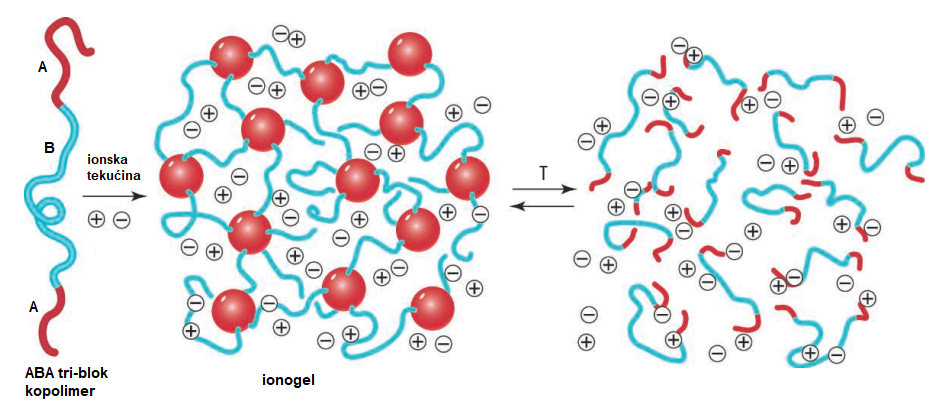 A
B
A
ionska
tekućina
+ −
T
ABA tri-blok
kopolimer
ionogel